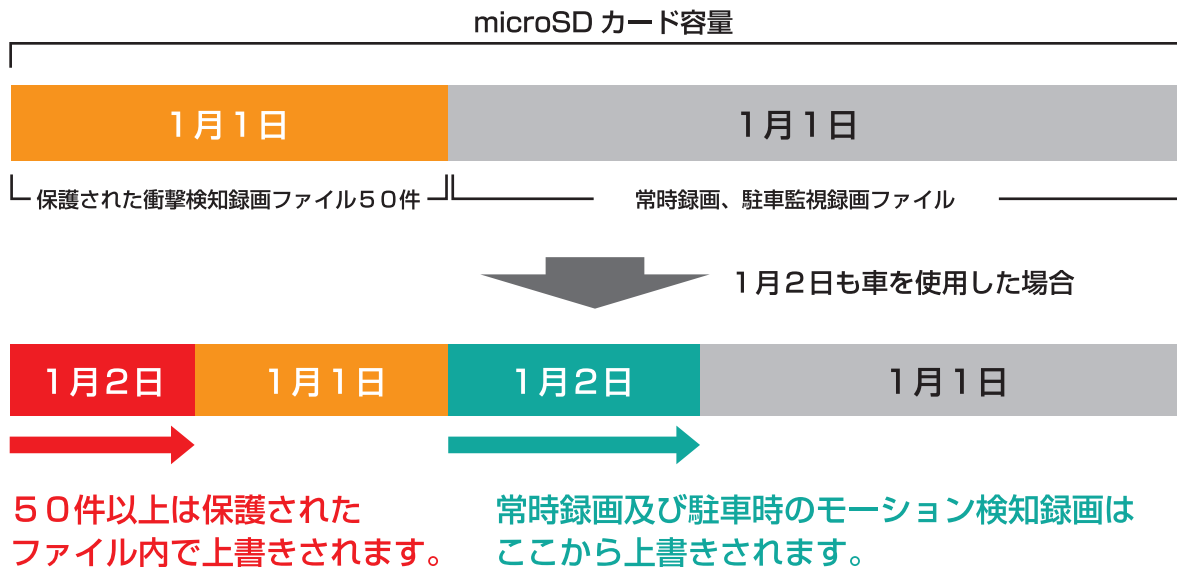 microSD カード容量
1月1日
1月1日
保護された衝撃検知録画ファイル50件
常時録画、駐車監視録画ファイル
1月2日も車を使用した場合
1月2日
1月1日
1月2日
1月1日
50件以上は保護された
ファイル内で上書きされます。
常時録画及び駐車時のモーション検知録画は
ここから上書きされます。